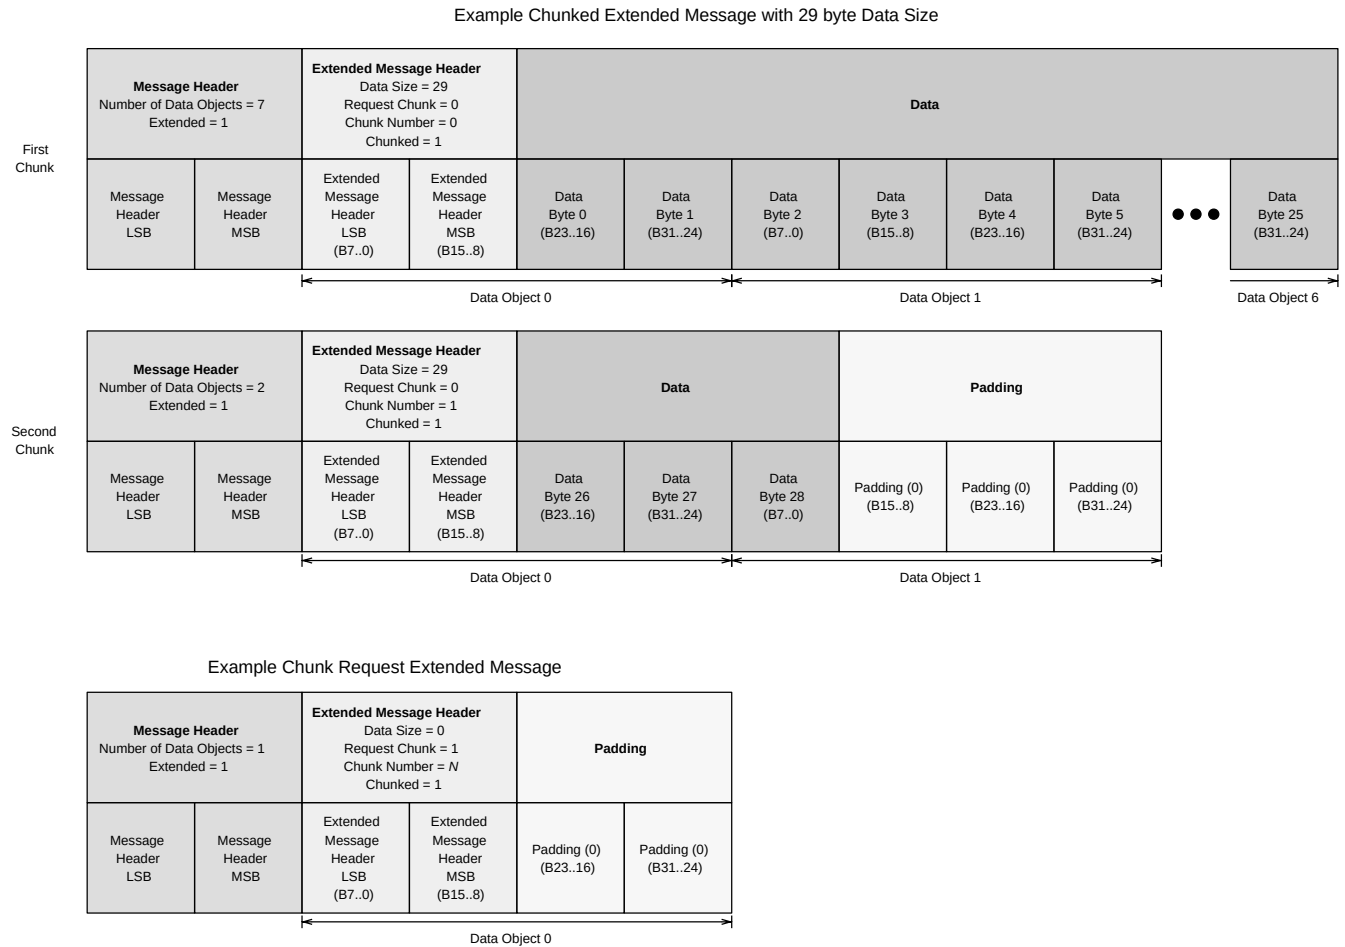 Example Chunked Extended Message with 29 byte Data Size
Message Header
Number of Data Objects = 7
Extended = 1
Extended Message Header
Data Size = 29
Request Chunk = 0
Chunk Number = 0
Chunked = 1
Data
First
Chunk
Message
Header
LSB
Message
Header
MSB
Extended
Message
Header
LSB
(B7..0)
Extended
Message
Header
MSB
(B15..8)
Data
Byte 0
(B23..16)
Data
Byte 1
(B31..24)
Data
Byte 2
(B7..0)
Data
Byte 3
(B15..8)
Data
Byte 4
(B23..16)
Data
Byte 5
(B31..24)
Data
Byte 25
(B31..24)
Data Object 0
Data Object 1
Data Object 6
Message Header
Number of Data Objects = 2
Extended = 1
Extended Message Header
Data Size = 29
Request Chunk = 0
Chunk Number = 1
Chunked = 1
Data
Padding
Second
Chunk
Message
Header
LSB
Message
Header
MSB
Extended
Message
Header
LSB
(B7..0)
Extended
Message
Header
MSB
(B15..8)
Data
Byte 26
(B23..16)
Data
Byte 27
(B31..24)
Data
Byte 28
(B7..0)
Padding (0)
(B15..8)
Padding (0)
(B23..16)
Padding (0)
(B31..24)
Data Object 0
Data Object 1
Example Chunk Request Extended Message
Message Header
Number of Data Objects = 1
Extended = 1
Extended Message Header
Data Size = 0
Request Chunk = 1
Chunk Number = N
Chunked = 1
Padding
Message
Header
LSB
Message
Header
MSB
Extended
Message
Header
LSB
(B7..0)
Extended
Message
Header
MSB
(B15..8)
Padding (0)
(B23..16)
Padding (0)
(B31..24)
Data Object 0